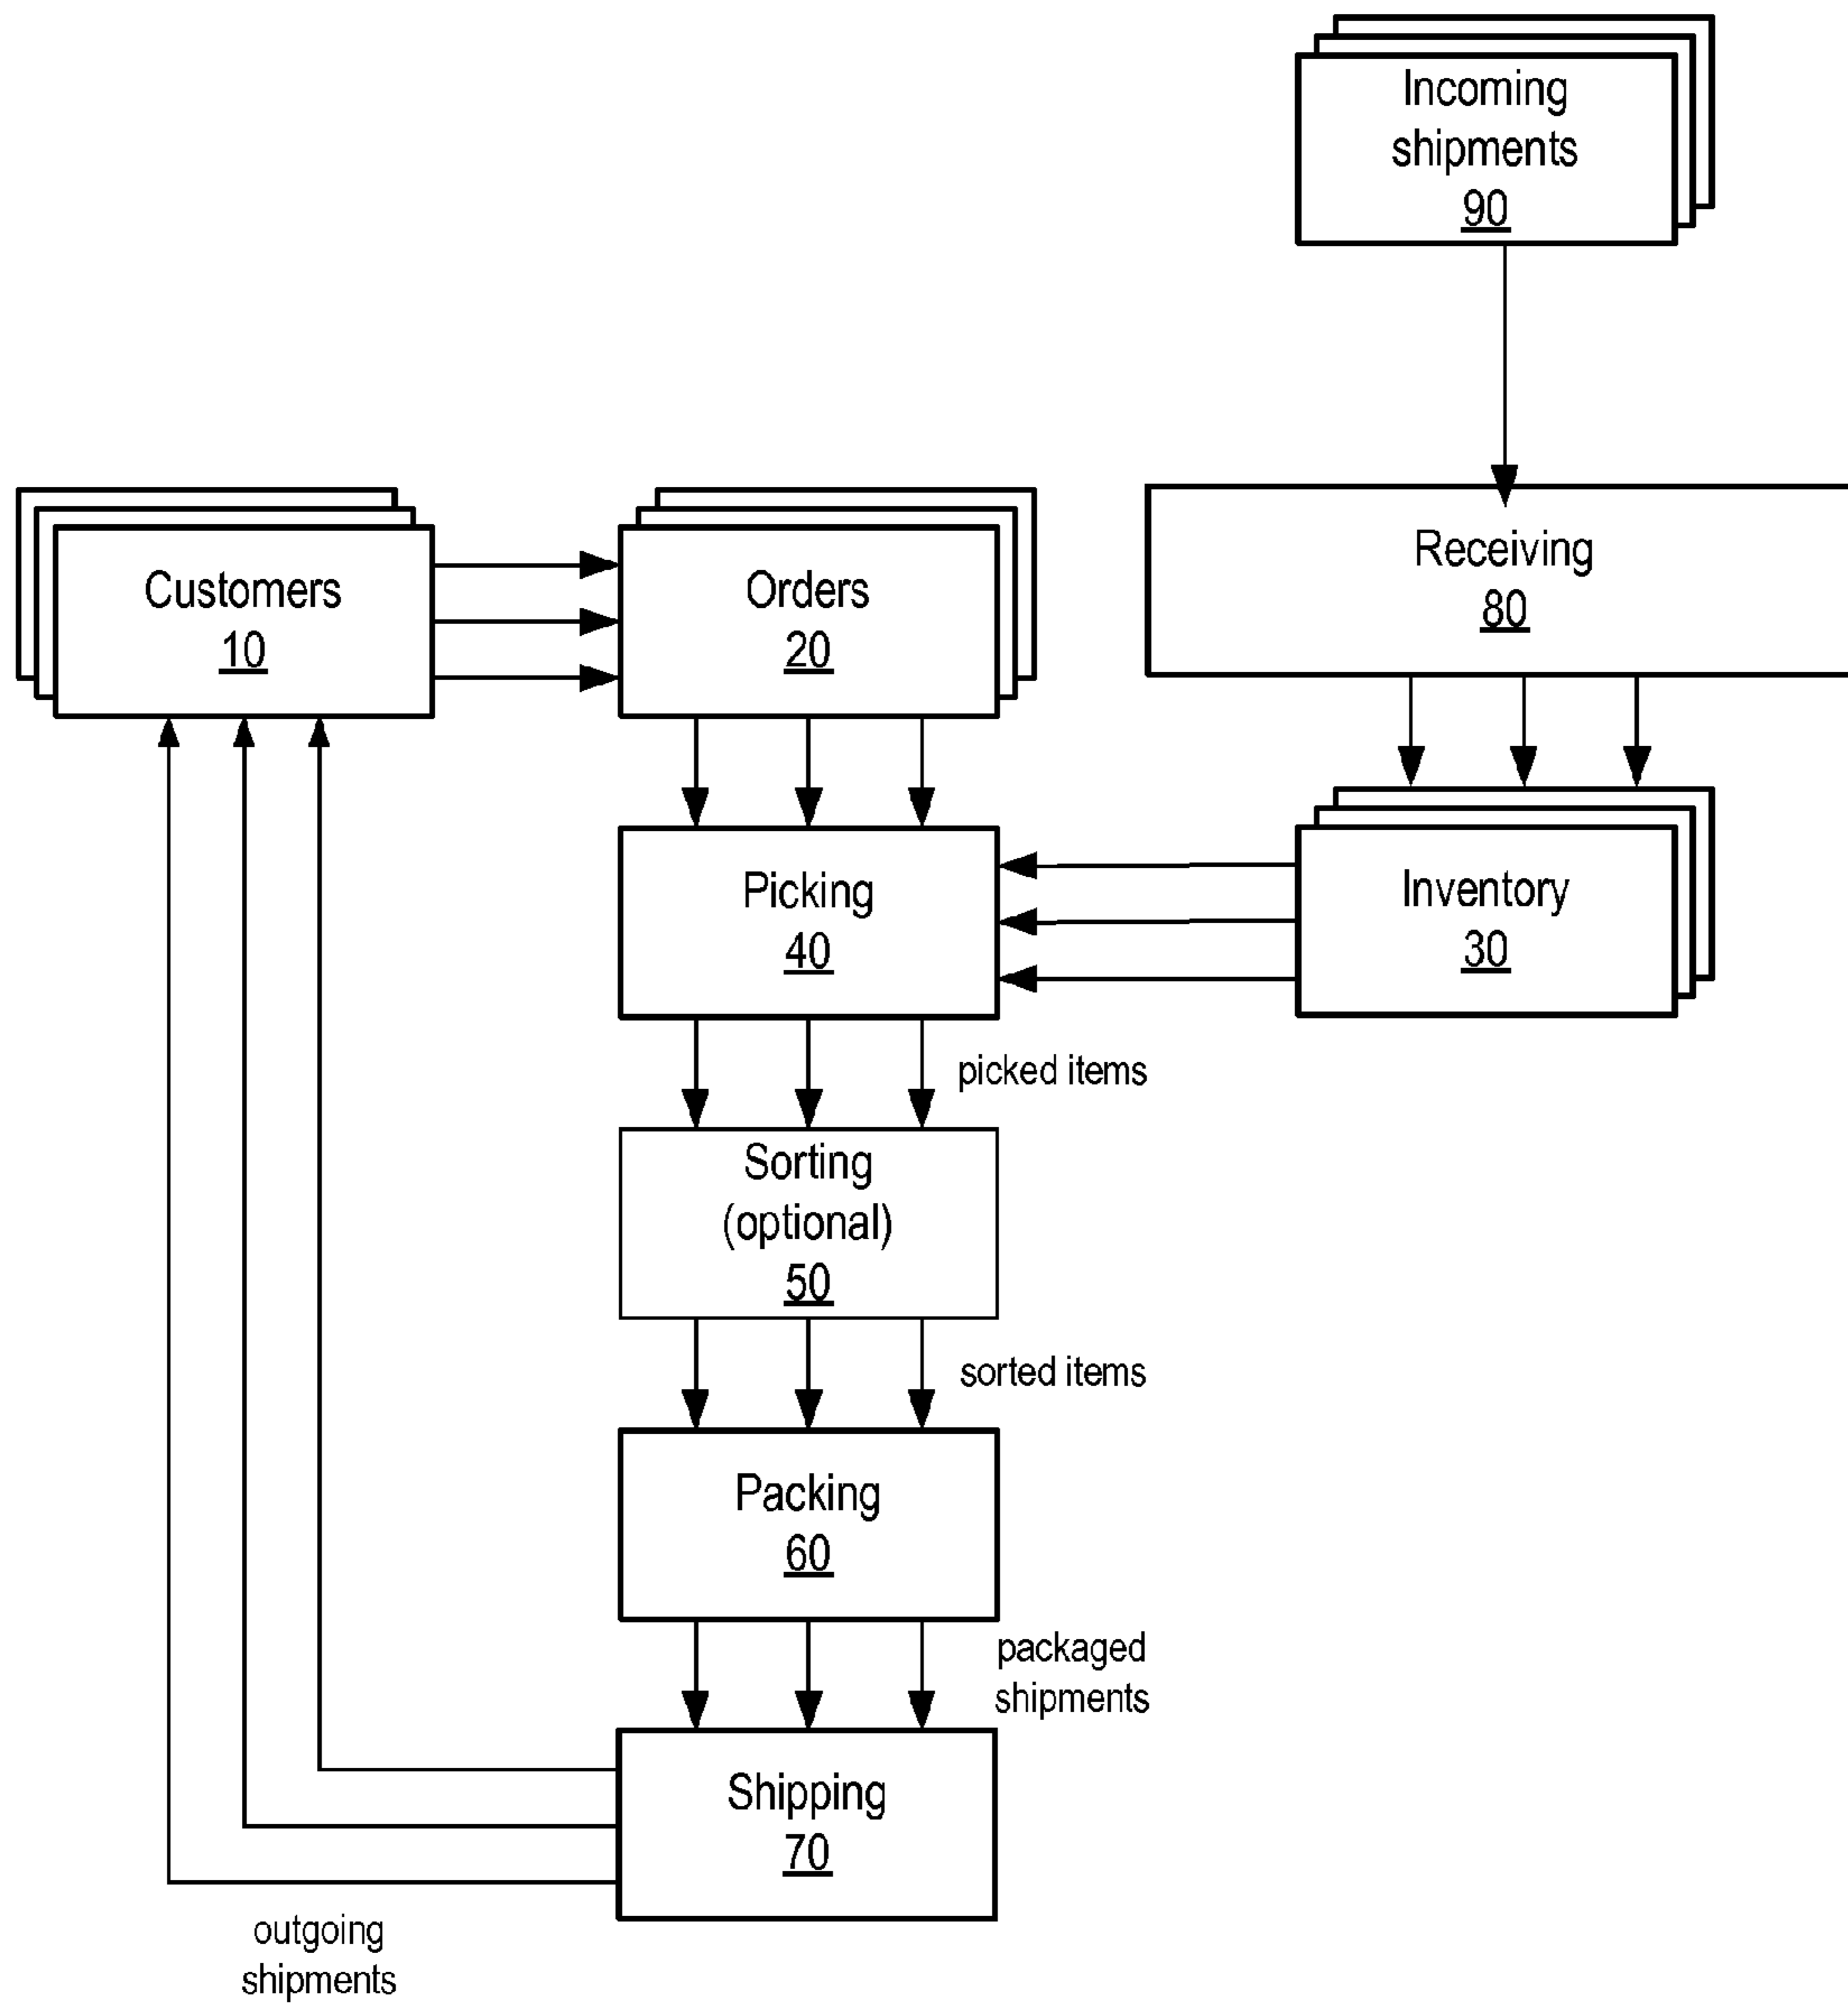 Incoming
shipments
90
Customers
10
Orders
20
Receiving
80
Picking
40
Inventory
30
picked items
Sorting
(optional)
50
sorted items
Packing
60
packaged
shipments
Shipping
70
outgoing
shipments